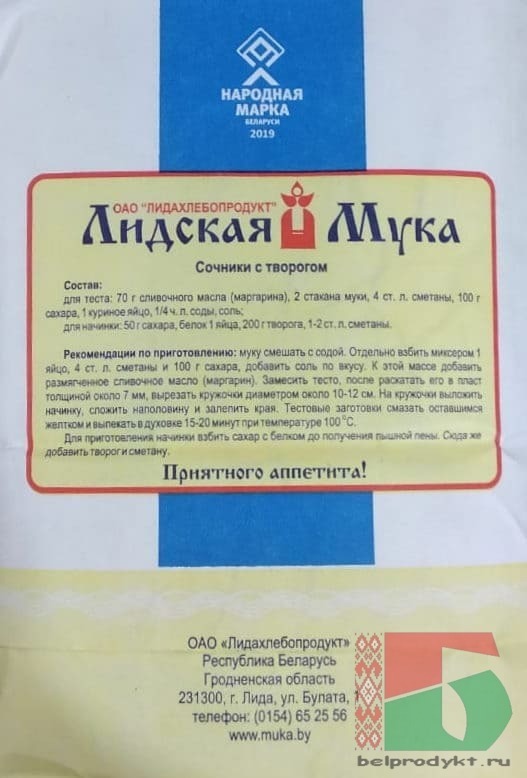 НАРОДНАЯ
МАРКА
БЕЛАРУСИ
2019
ОАО "ЛИДАХЛЕБОПРОДУКТ"
Лидская Мука
Сочники с творогом
Состав:
для теста: 70 г сливочного масла (маргарина), 2 стакана муки, 4 ст. л. сметаны, 100 г
сахара, 1 куриное яйцо, 1/4 ч. л. соды, соль;
для начинки: 50 г сахара, белок 1 яйца, 200 г творога, 1-2 ст. л. сметаны.
Рекомендации по приготовлению: муку смешать с содой. Отдельно взбить миксером 1
яйцо, 4 ст. л. сметаны и 100 г сахара, добавить соль по вкусу. К этой массе добавить
размягченное сливочное масло (маргарин). Замесить тесто, после раскатать его в пласт
толщиной около 7 мм, вырезать кружочки диаметром около 10-12 см. На кружочки выложить
начинку, сложить наполовину и залепить края. Тестовые заготовки смазать оставшимся
желтком и выпекать в духовке 15-20 минут при температуре 100 °С.
Для приготовления начинки взбить сахар с белком до получения пышной пены. Сюда же
добавить творог и сметану.
Приятного аппетита!
ОАО «Лидахлебопродукт»
Республика Беларусь
Гродненская область
231300, г. Лида, ул. Булата, 1
телефон: (0154) 65 25 56
www.muka.by
belprodykt.ru